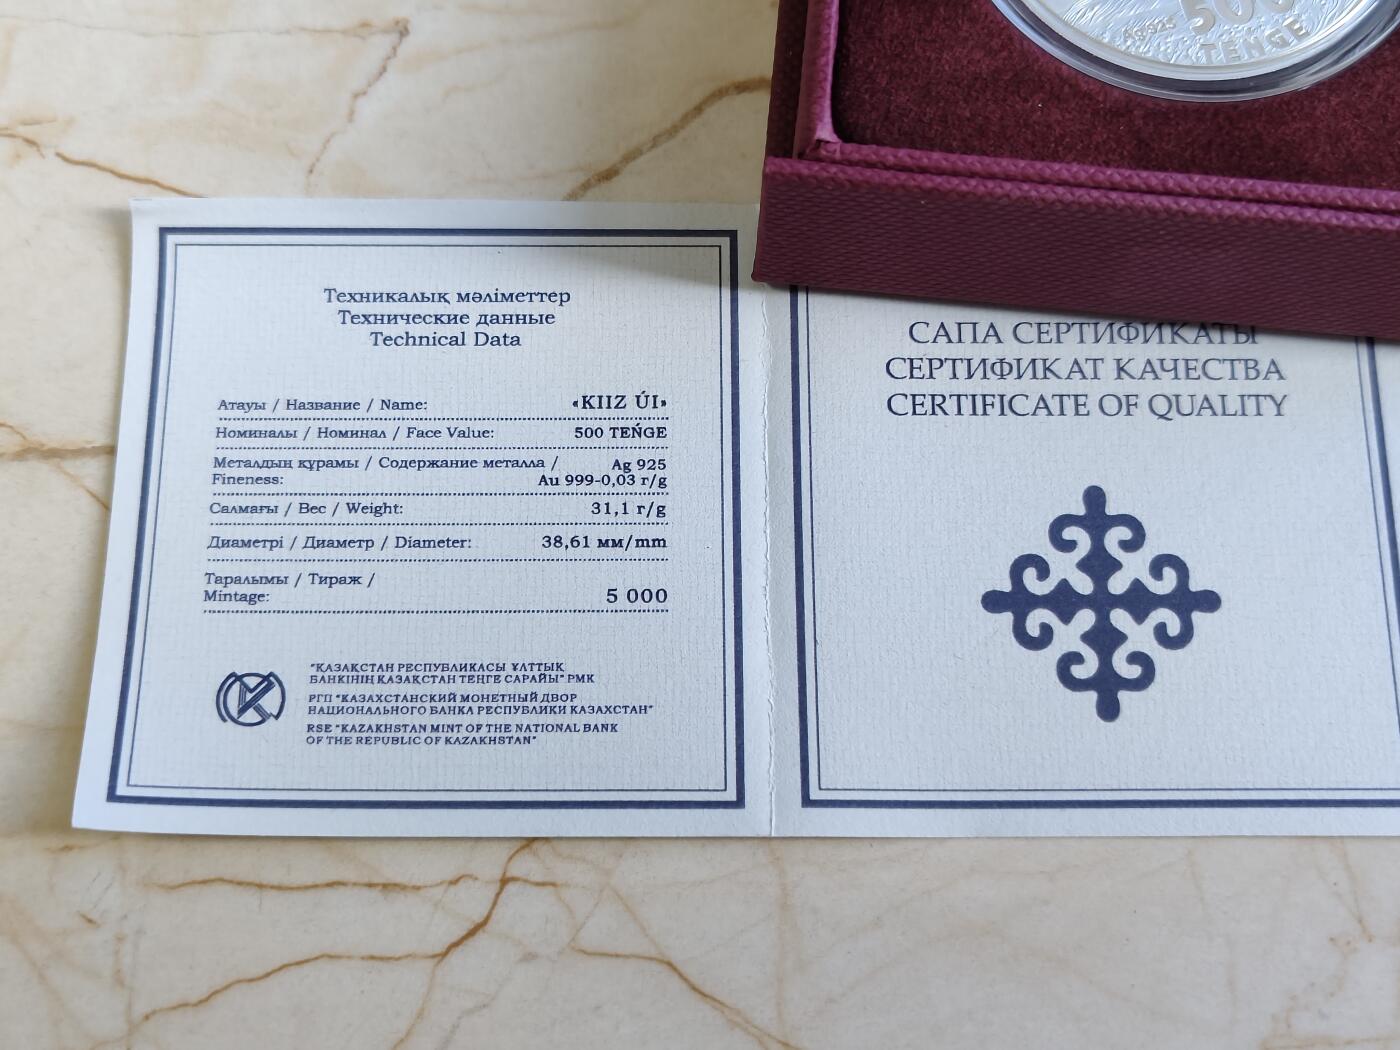 Ag 925
500
TENGE
Техникалық мәліметтер
Технические данные
Technical Data
Атауы / Название / Name: «KIIZ ÚI»
Номиналы / Номинал / Face Value: 500 TEŃGE
Металдың құрамы / Содержание металла / Ag 925
Fineness: Au 999-0,03 г/g
Салмағы / Вес / Weight: 31,1 г/g
Диаметрі / Диаметр / Diameter: 38,61 мм/mm
Таралымы / Тираж /
Mintage: 5 000
"ҚАЗАҚСТАН РЕСПУБЛИКАСЫ ҰЛТТЫҚ
БАНКІНІҢ ҚАЗАҚСТАН ТЕҢГЕ САРАЙЫ" РМК
РГП "КАЗАХСТАНСКИЙ МОНЕТНЫЙ ДВОР
НАЦИОНАЛЬНОГО БАНКА РЕСПУБЛИКИ КАЗАХСТАН"
RSE "KAZAKHSTAN MINT OF THE NATIONAL BANK
OF THE REPUBLIC OF KAZAKHSTAN"
САПА СЕРТИФИКАТЫ
СЕРТИФИКАТ КАЧЕСТВА
CERTIFICATE OF QUALITY